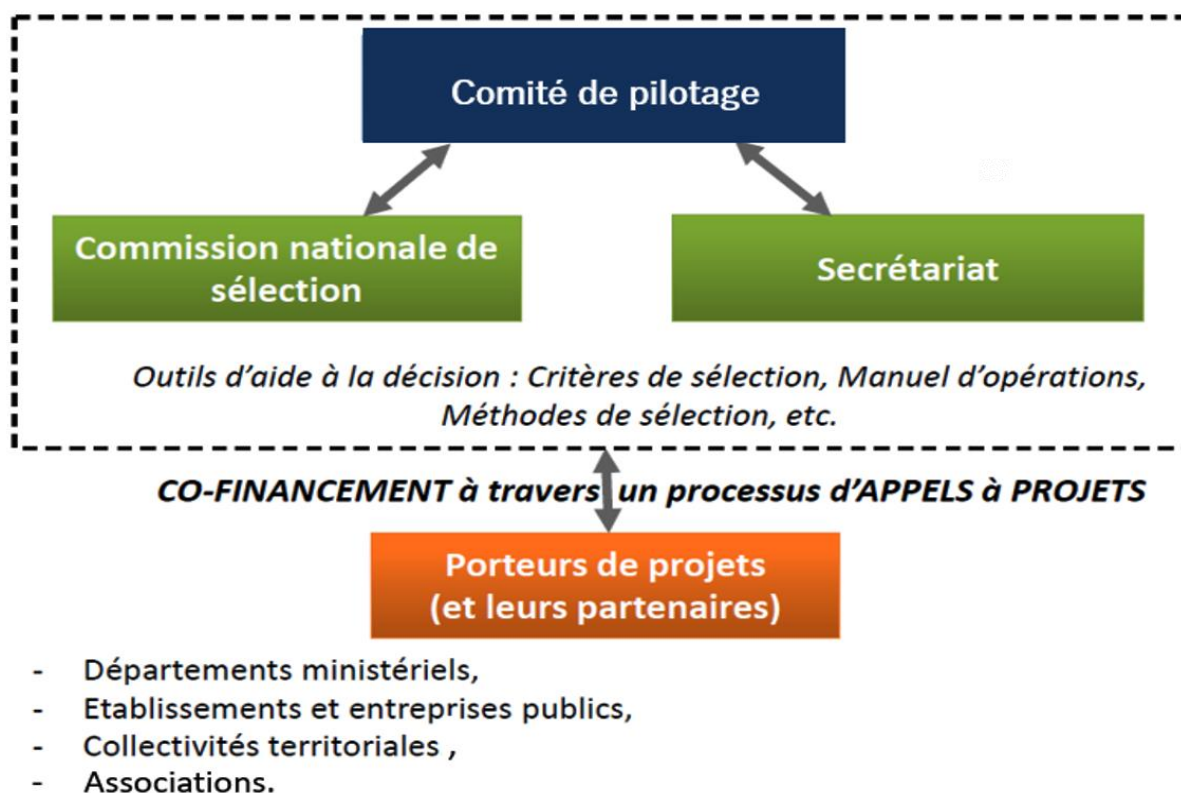 Comité de pilotage
Commission nationale de
sélection
Secrétariat
Outils d’aide à la décision : Critères de sélection, Manuel d’opérations,
Méthodes de sélection, etc.
CO-FINANCEMENT à travers un processus d’APPELS à PROJETS
Porteurs de projets
(et leurs partenaires)
- Départements ministériels,
- Etablissements et entreprises publics,
- Collectivités territoriales ,
- Associations.